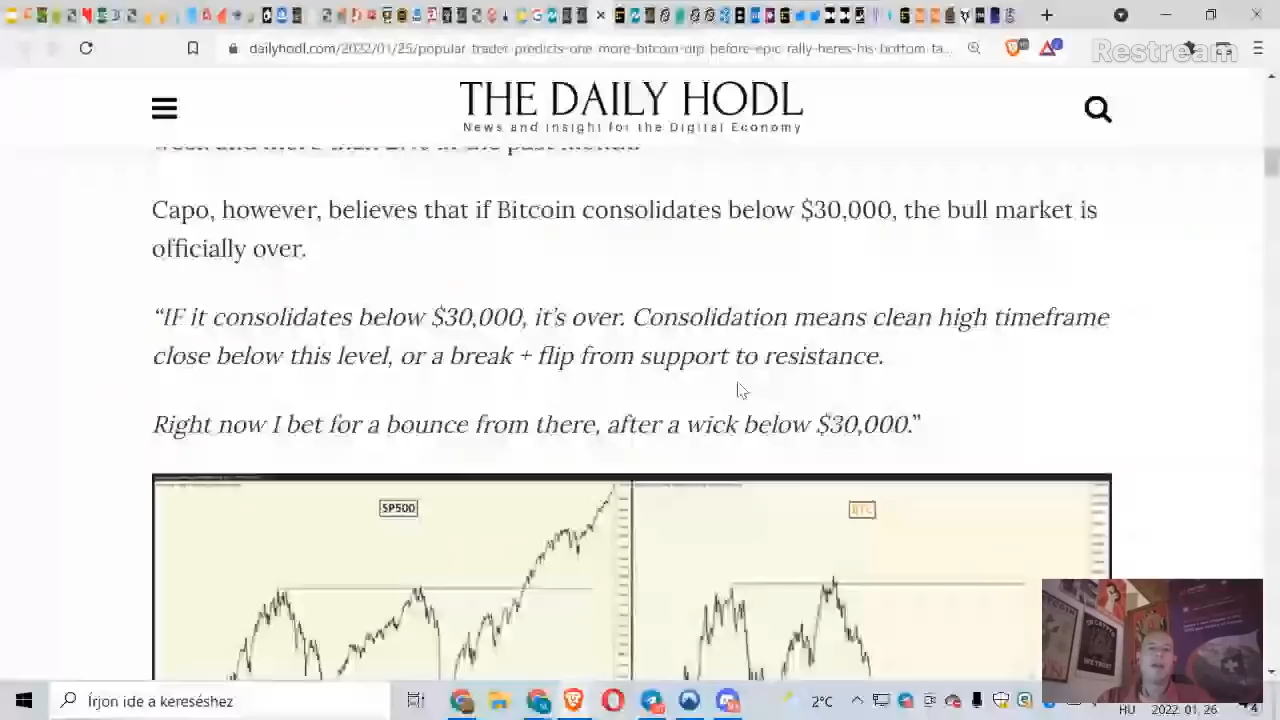 dailyhodl.com/2022/01/25/popular-trader-predicts-one-more-bitcoin-dip-before-epic-rally-heres-his-bottom-ta...
Restream
THE DAILY HODL
News and Insight for the Digital Economy
Capo, however, believes that if Bitcoin consolidates below $30,000, the bull market is
officially over.
“IF it consolidates below $30,000, it’s over. Consolidation means clean high timeframe
close below this level, or a break + flip from support to resistance.
Right now I bet for a bounce from there, after a wick below $30,000.”
SP500
BTC
Írjon ide a kereséshez
2°C
HU
2022. 01. 26.